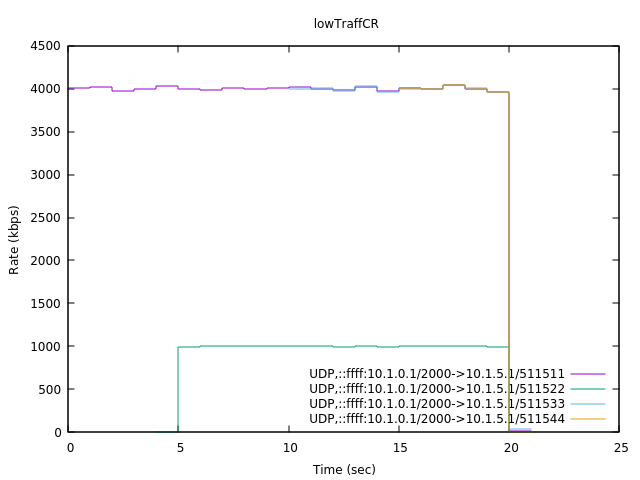 lowTraffCR
4500
4000
3500
3000
2500
2000
1500
1000
500
0
Rate (kbps)
UDP,::ffff:10.1.0.1/2000->10.1.5.1/511511
UDP,::ffff:10.1.0.1/2000->10.1.5.1/511522
UDP,::ffff:10.1.0.1/2000->10.1.5.1/511533
UDP,::ffff:10.1.0.1/2000->10.1.5.1/511544
0 5 10 15 20 25
Time (sec)